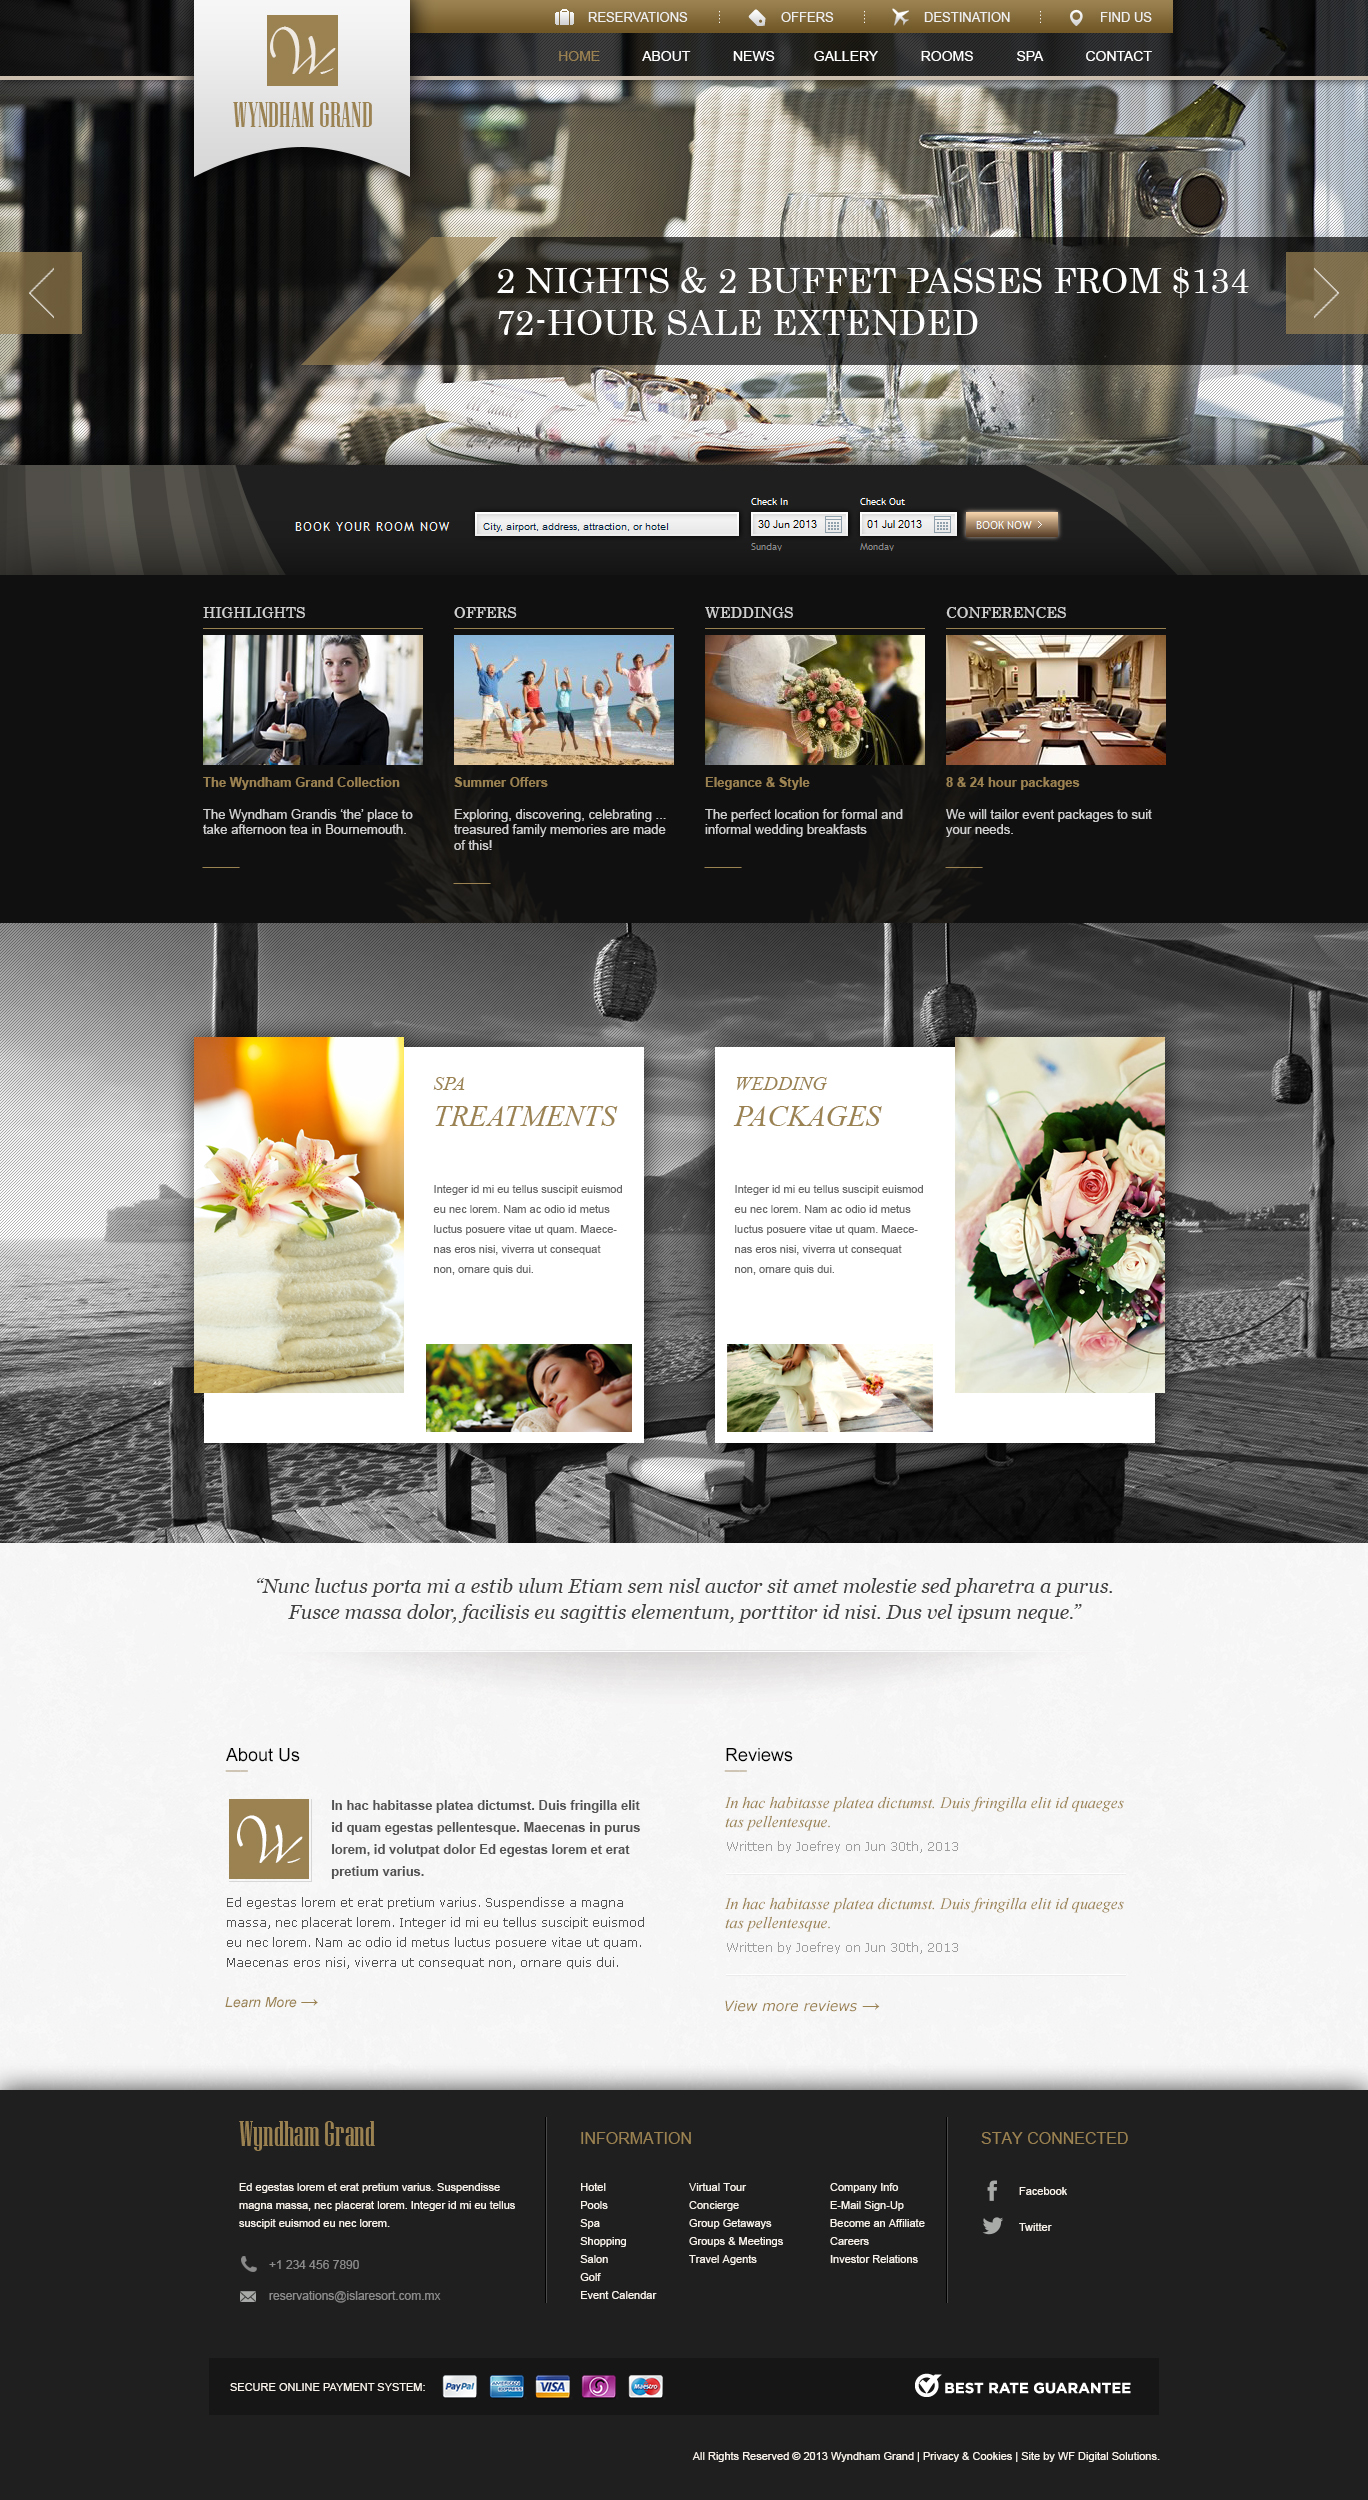 RESERVATIONS
OFFERS
DESTINATION
FIND US
HOME
ABOUT
NEWS
GALLERY
ROOMS
SPA
CONTACT
W
WYNDHAM GRAND
2 NIGHTS & 2 BUFFET PASSES FROM $134
72-HOUR SALE EXTENDED
BOOK YOUR ROOM NOW
City, airport, address, attraction, or hotel
Check In
30 Jun 2013
Sunday
Check Out
01 Jul 2013
Monday
BOOK NOW >
HIGHLIGHTS
The Wyndham Grand Collection
The Wyndham Grandis ‘the’ place to
take afternoon tea in Bournemouth.
OFFERS
Summer Offers
Exploring, discovering, celebrating ...
treasured family memories are made
of this!
WEDDINGS
Elegance & Style
The perfect location for formal and
informal wedding breakfasts
CONFERENCES
8 & 24 hour packages
We will tailor event packages to suit
your needs.
SPA
TREATMENTS
Integer id mi eu tellus suscipit euismod
eu nec lorem. Nam ac odio id metus
luctus posuere vitae ut quam. Maece-
nas eros nisi, viverra ut consequat
non, ornare quis dui.
WEDDING
PACKAGES
Integer id mi eu tellus suscipit euismod
eu nec lorem. Nam ac odio id metus
luctus posuere vitae ut quam. Maece-
nas eros nisi, viverra ut consequat
non, ornare quis dui.
“Nunc luctus porta mi a estib ulum Etiam sem nisl auctor sit amet molestie sed pharetra a purus.
Fusce massa dolor, facilisis eu sagittis elementum, porttitor id nisi. Dus vel ipsum neque.”
About Us
W
In hac habitasse platea dictumst. Duis fringilla elit
id quam egestas pellentesque. Maecenas in purus
lorem, id volutpat dolor Ed egestas lorem et erat
pretium varius.
Ed egestas lorem et erat pretium varius. Suspendisse a magna
massa, nec placerat lorem. Integer id mi eu tellus suscipit euismod
eu nec lorem. Nam ac odio id metus luctus posuere vitae ut quam.
Maecenas eros nisi, viverra ut consequat non, ornare quis dui.
Learn More →
Reviews
In hac habitasse platea dictumst. Duis fringilla elit id quaeges
tas pellentesque.
Written by Joefrey on Jun 30th, 2013
In hac habitasse platea dictumst. Duis fringilla elit id quaeges
tas pellentesque.
Written by Joefrey on Jun 30th, 2013
View more reviews →
Wyndham Grand
Ed egestas lorem et erat pretium varius. Suspendisse
magna massa, nec placerat lorem. Integer id mi eu tellus
suscipit euismod eu nec lorem.
+1 234 456 7890
reservations@islaresort.com.mx
INFORMATION
Hotel
Pools
Spa
Shopping
Salon
Golf
Event Calendar
Virtual Tour
Concierge
Group Getaways
Groups & Meetings
Travel Agents
Company Info
E-Mail Sign-Up
Become an Affiliate
Careers
Investor Relations
STAY CONNECTED
Facebook
Twitter
SECURE ONLINE PAYMENT SYSTEM:
PayPal
AMERICAN EXPRESS
VISA
Maestro
BEST RATE GUARANTEE
All Rights Reserved © 2013 Wyndham Grand | Privacy & Cookies | Site by WF Digital Solutions.